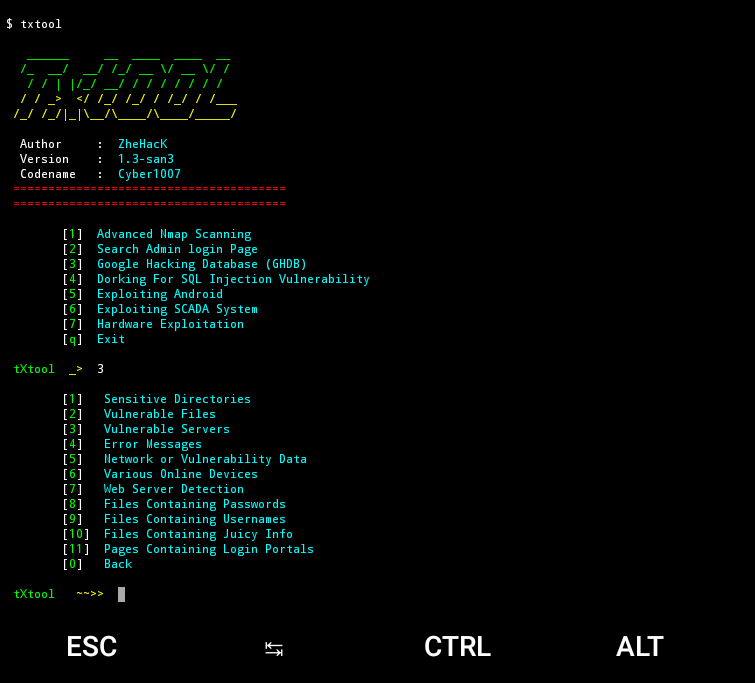 $ txtool
   ______     __  ____  ____  __
  /_  __/  __/ /_/ __ \/ __ \/ /
   / / | |/_/ __/ / / / / / / /
  / / _>  </ /_/ /_/ / /_/ / /___
 /_/ /_/|_|\__/\____/\____/_____/
Author : ZheHacK
Version : 1.3-san3
Codename : Cyber1007
=======================================
=======================================
[1] Advanced Nmap Scanning
[2] Search Admin login Page
[3] Google Hacking Database (GHDB)
[4] Dorking For SQL Injection Vulnerability
[5] Exploiting Android
[6] Exploiting SCADA System
[7] Hardware Exploitation
[q] Exit
tXtool _> 3
[1] Sensitive Directories
[2] Vulnerable Files
[3] Vulnerable Servers
[4] Error Messages
[5] Network or Vulnerability Data
[6] Various Online Devices
[7] Web Server Detection
[8] Files Containing Passwords
[9] Files Containing Usernames
[10] Files Containing Juicy Info
[11] Pages Containing Login Portals
[0] Back
tXtool ~~>>
ESC ↹ CTRL ALT